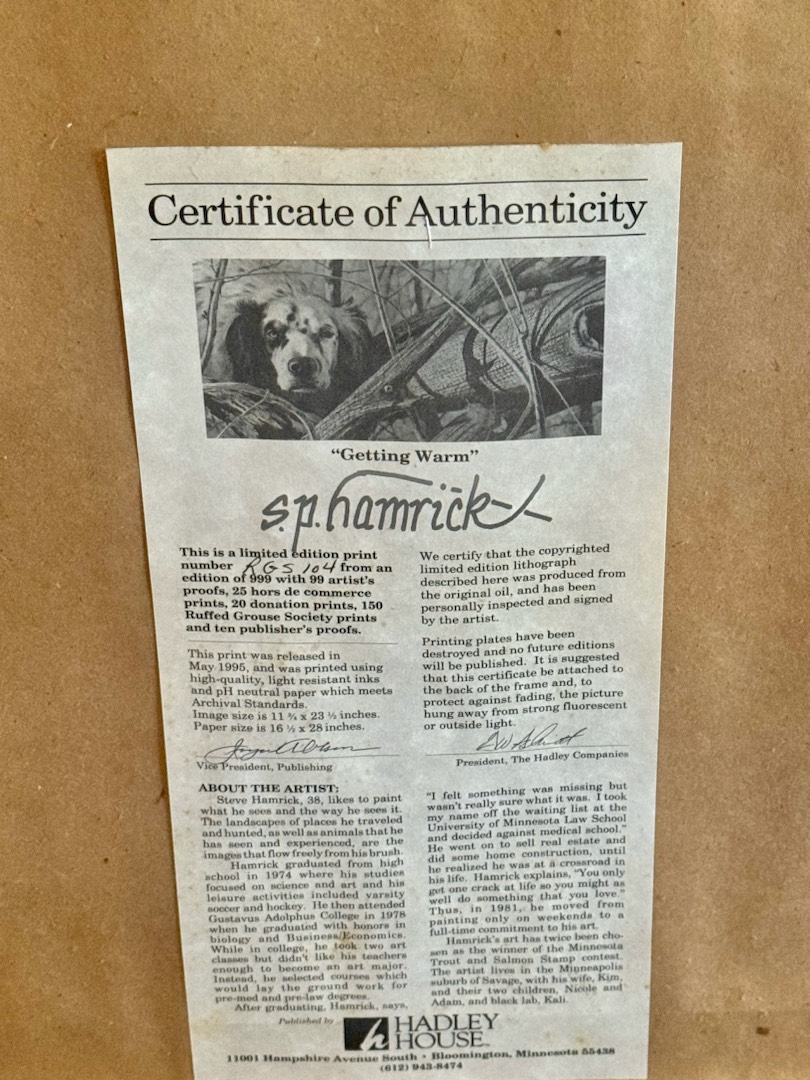 Certificate of Authenticity
"Getting Warm"
s.p. hamrick
This is a limited edition print
number RGS 104 from an
edition of 999 with 99 artist's
proofs, 25 hors de commerce
prints, 20 donation prints, 150
Ruffed Grouse Society prints
and ten publisher's proofs.
This print was released in
May 1995, and was printed using
high-quality, light resistant inks
and pH neutral paper which meets
Archival Standards.
Image size is 11 ¾ x 23 ½ inches.
Paper size is 16 ½ x 28 inches.
Vice President, Publishing
We certify that the copyrighted
limited edition lithograph
described here was produced from
the original oil, and has been
personally inspected and signed
by the artist.
Printing plates have been
destroyed and no future editions
will be published. It is suggested
that this certificate be attached to
the back of the frame and, to
protect against fading, the picture
hung away from strong fluorescent
or outside light.
President, The Hadley Companies
ABOUT THE ARTIST:
Steve Hamrick, 38, likes to paint
what he sees and the way he sees it.
The landscapes of places he traveled
and hunted, as well as animals that he
has seen and experienced, are the
images that flow freely from his brush.
Hamrick graduated from high
school in 1974 where his studies
focused on science and art and his
leisure activities included varsity
soccer and hockey. He then attended
Gustavus Adolphus College in 1978
when he graduated with honors in
biology and Business/Economics.
While in college, he took two art
classes but didn't like his teachers
enough to become an art major.
Instead, he selected courses which
would lay the ground work for
pre-med and pre-law degrees.
After graduating, Hamrick, says,
"I felt something was missing but
wasn't really sure what it was. I took
my name off the waiting list at the
University of Minnesota Law School
and decided against medical school."
He went on to sell real estate and
did some home construction, until
he realized he was at a crossroad in
his life. Hamrick explains, "You only
get one crack at life so you might as
well do something that you love."
Thus, in 1981, he moved from
painting only on weekends to a
full-time commitment to his art.
Hamrick's art has twice been cho-
sen as the winner of the Minnesota
Trout and Salmon Stamp contest.
The artist lives in the Minneapolis
suburb of Savage, with his wife, Kim,
and their two children, Nicole and
Adam, and black lab, Kali.
Published by
h HADLEY
HOUSE
11001 Hampshire Avenue South • Bloomington, Minnesota 55438
(612) 943-8474